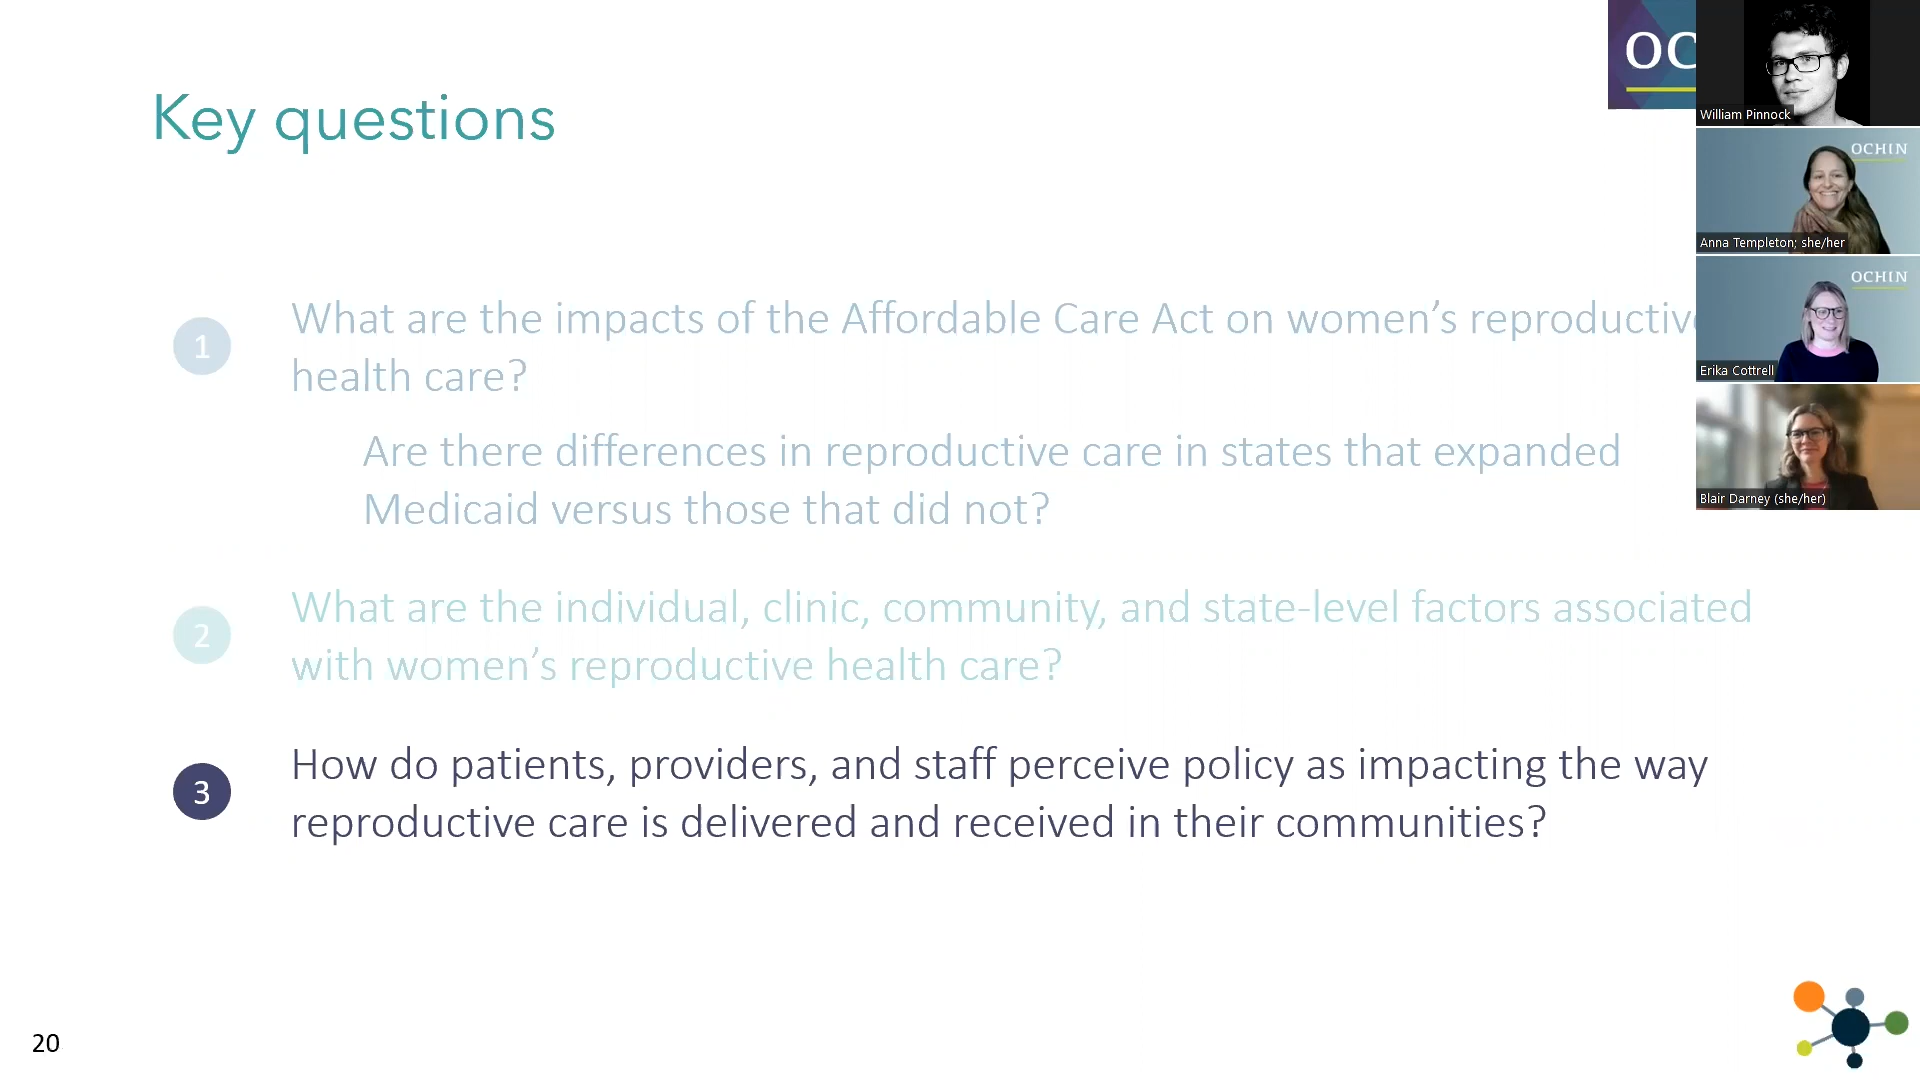 Key questions
OC
William Pinnock
OCHIN
Anna Templeton; she/her
OCHIN
Erika Cottrell
Blair Darney (she/her)
1
What are the impacts of the Affordable Care Act on women’s reproductiv
health care?
Are there differences in reproductive care in states that expanded
Medicaid versus those that did not?
2
What are the individual, clinic, community, and state-level factors associated
with women’s reproductive health care?
3
How do patients, providers, and staff perceive policy as impacting the way
reproductive care is delivered and received in their communities?
20